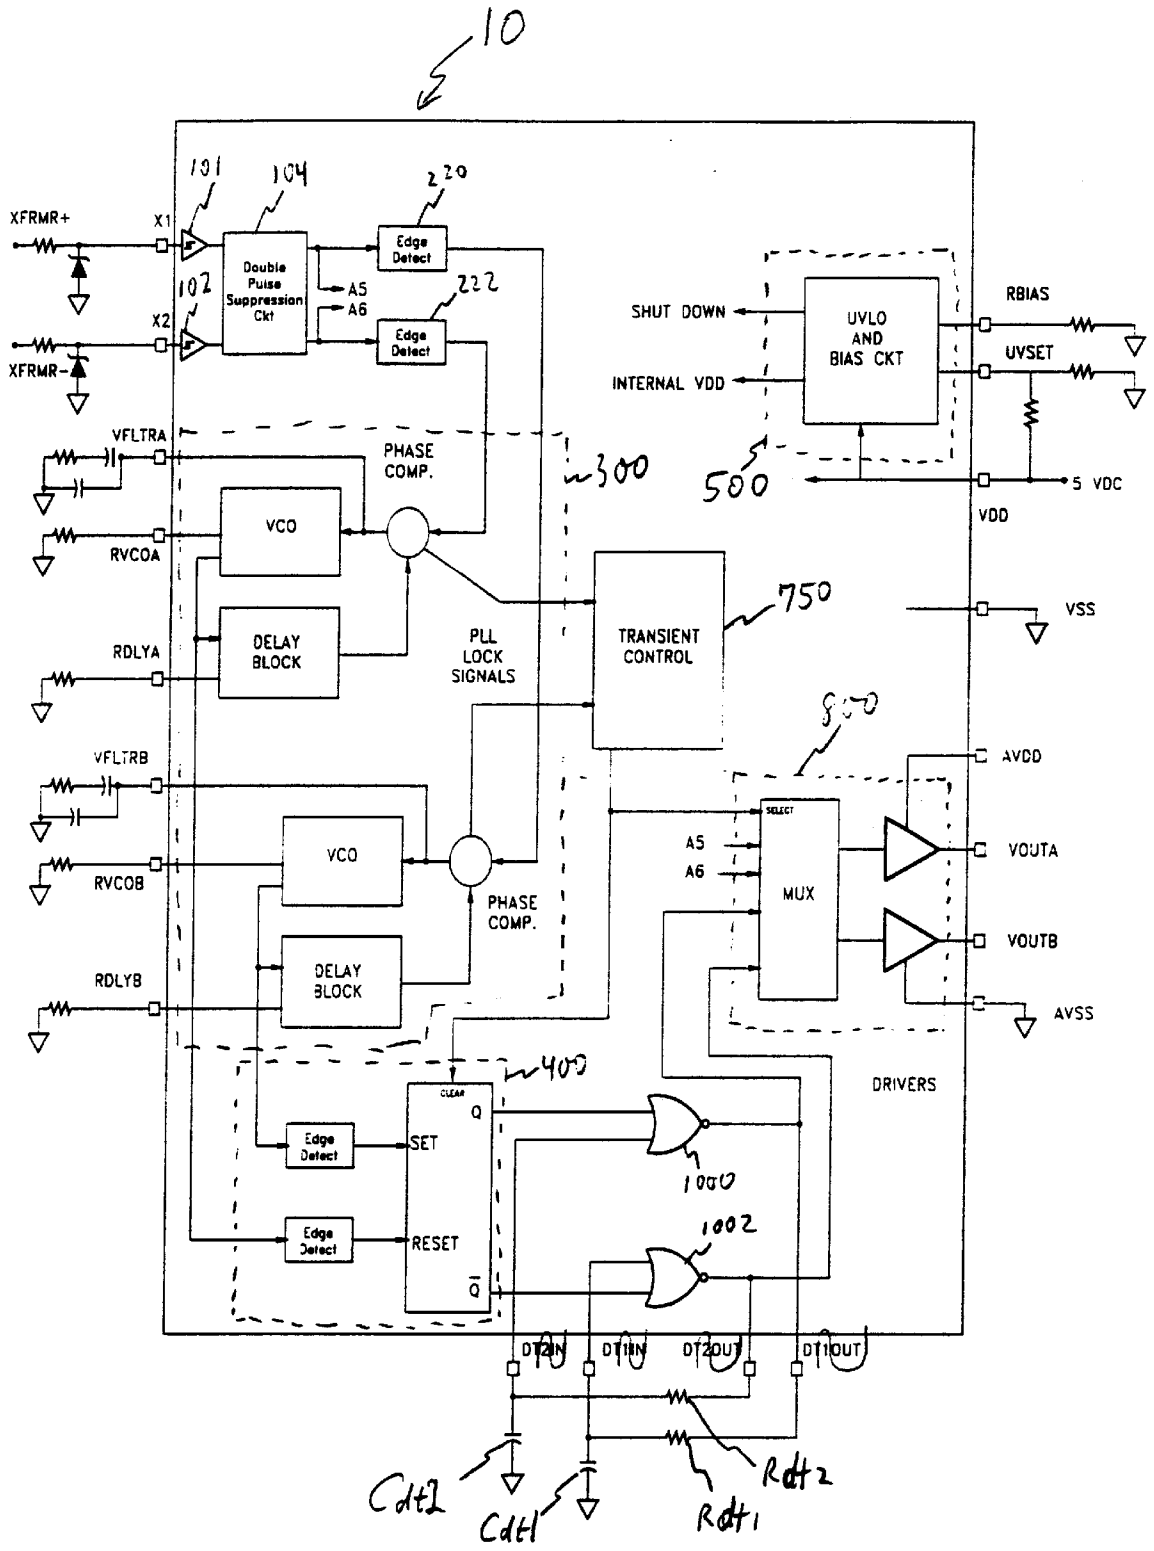 10
101
104
220
XFRMR+
X1
Edge
Detect
Double
Pulse
Suppression
Ckt
A5
A6
102
222
X2
Edge
Detect
XFRMR-
SHUT DOWN
INTERNAL VDD
UVLO
AND
BIAS CKT
RBIAS
UVSET
500
5 VDC
VDD
VFLTRA
PHASE
COMP.
300
VCO
RVCOA
DELAY
BLOCK
RDLYA
PLL
LOCK
SIGNALS
TRANSIENT
CONTROL
750
VSS
800
VFLTRB
AVDD
SELECT
A5
A6
MUX
VOUTA
VCO
RVCOB
PHASE
COMP.
VOUTB
DELAY
BLOCK
RDLYB
AVSS
400
DRIVERS
CLEAR
Q
Edge
Detect
SET
1000
1002
Edge
Detect
RESET
Q̅
DT2IN
DT1IN
DT2OUT
DT1OUT
Cdt2
Cdt1
Rdt2
Rdt1